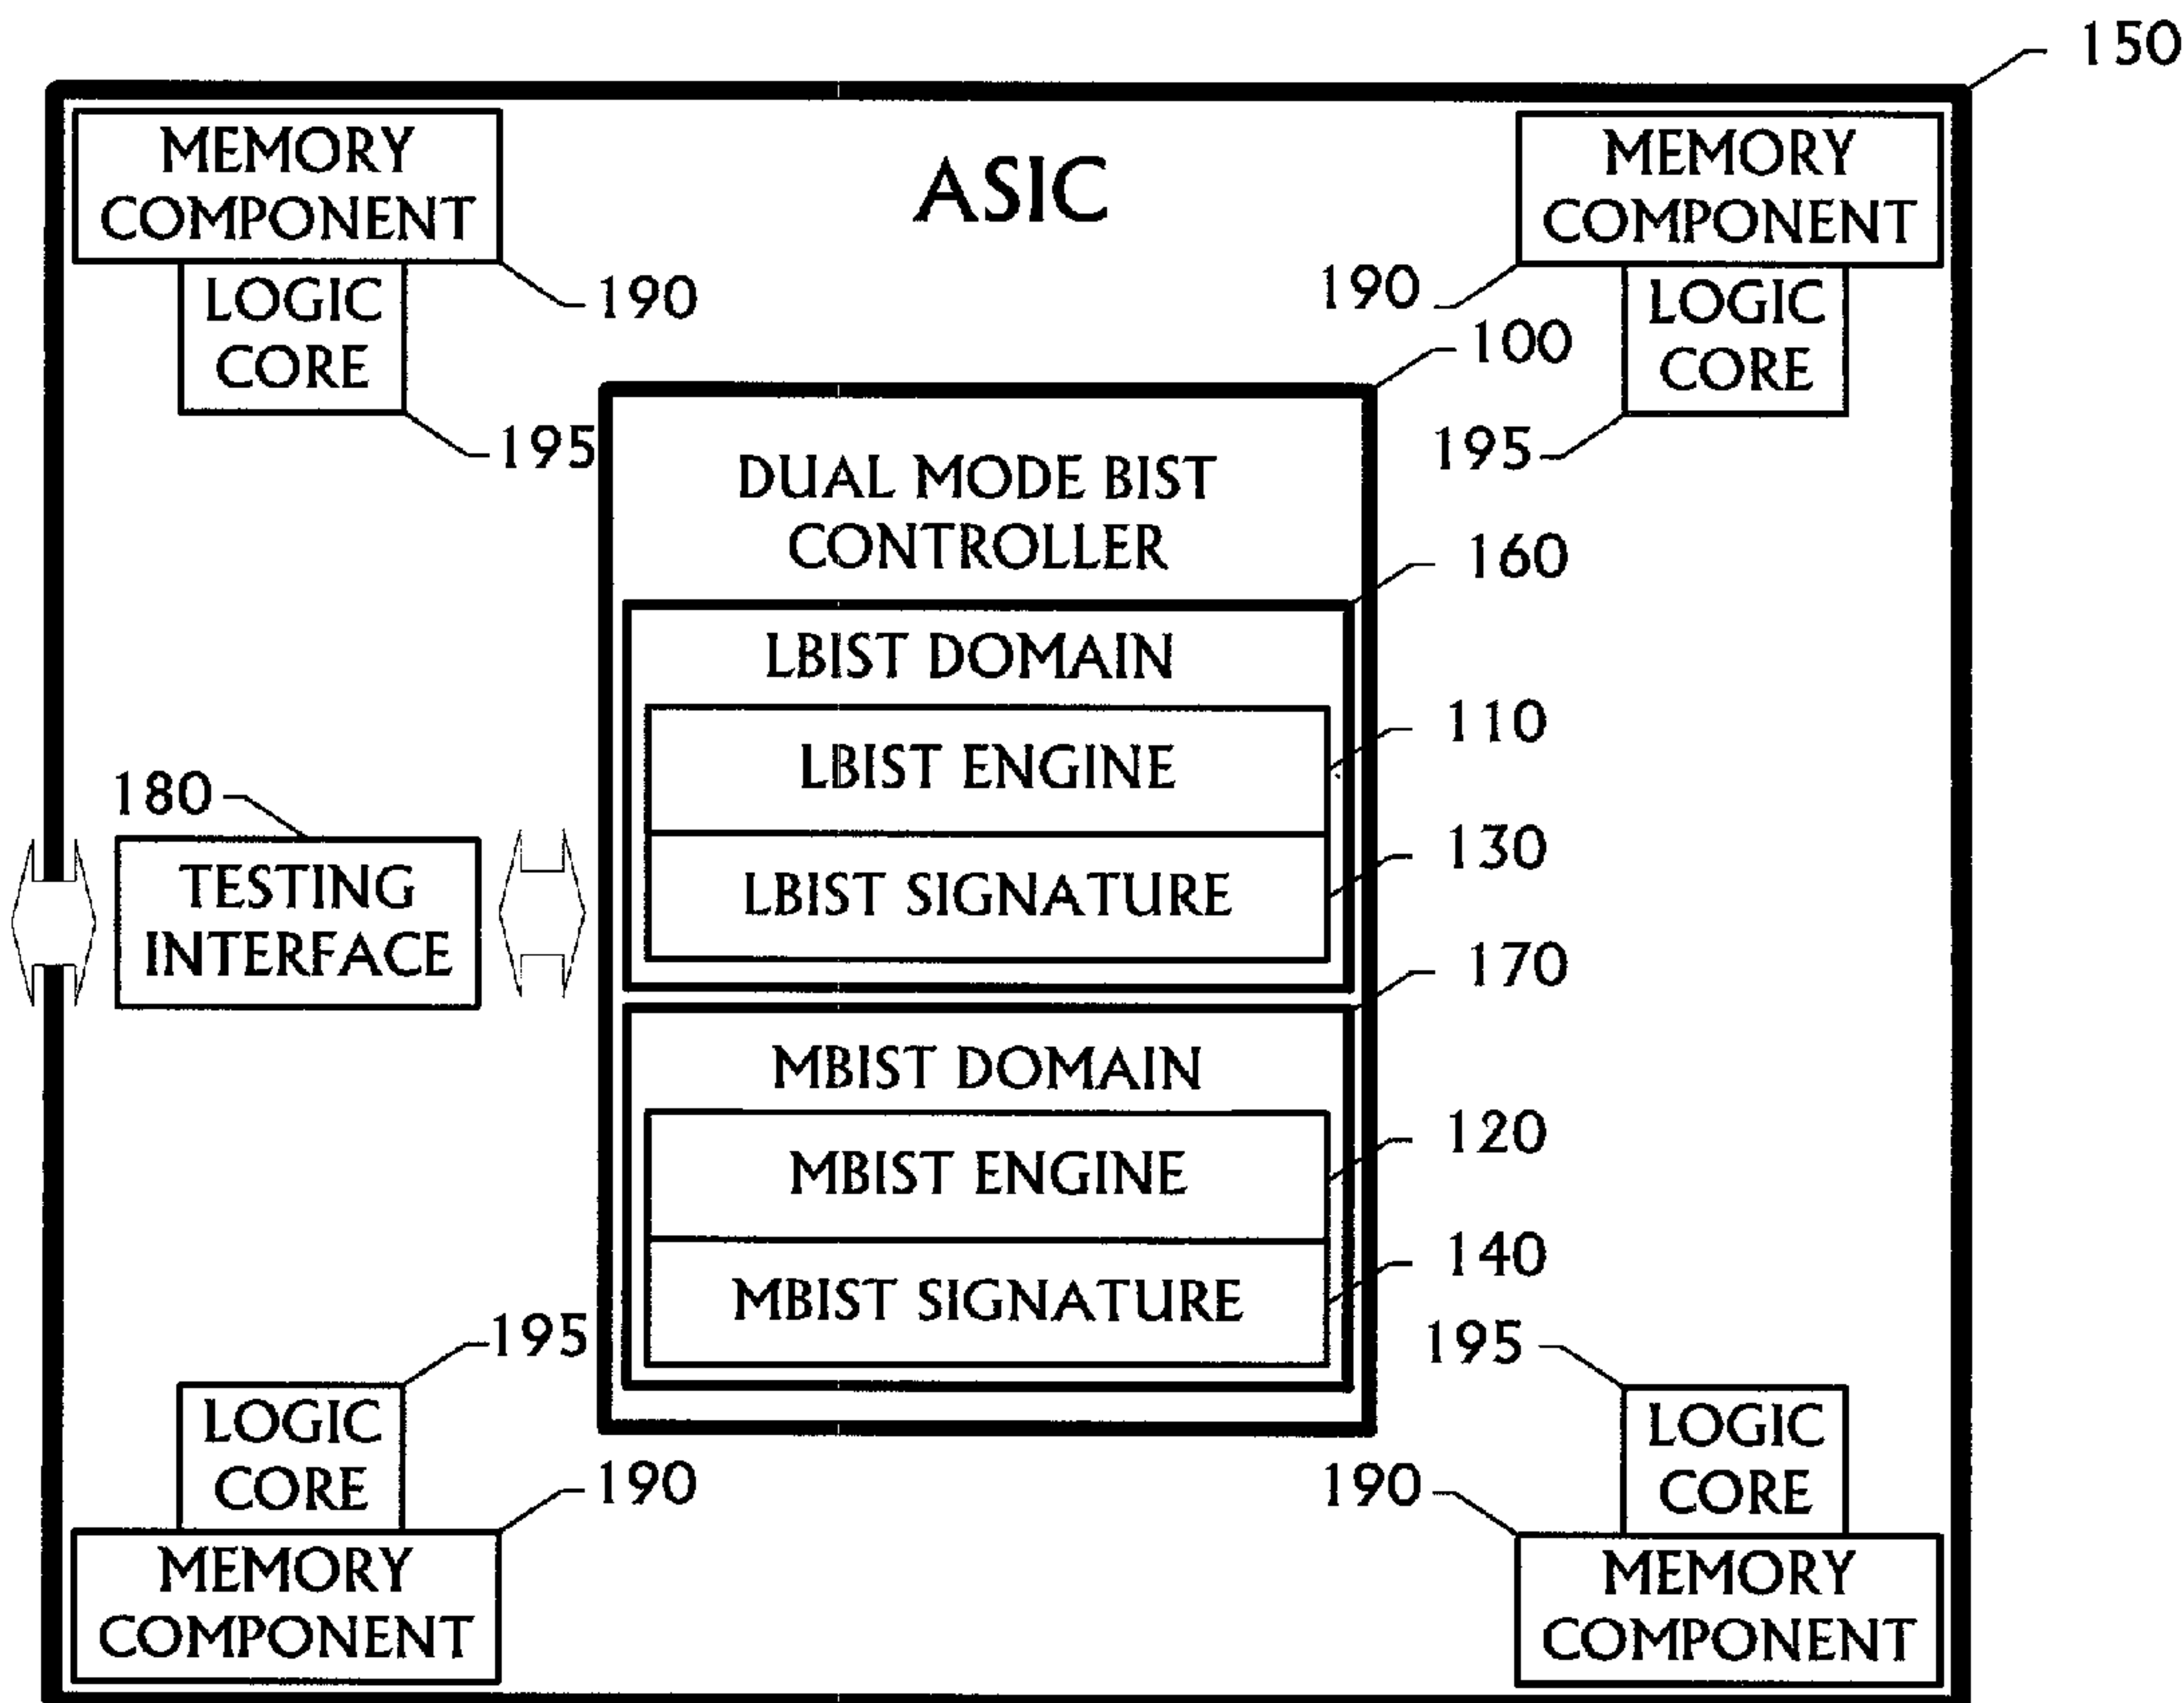 150
MEMORY
COMPONENT
ASIC
MEMORY
COMPONENT
LOGIC
CORE
190
190
LOGIC
CORE
100
195
195
DUAL MODE BIST
CONTROLLER
160
LBIST DOMAIN
110
LBIST ENGINE
180
130
TESTING
INTERFACE
LBIST SIGNATURE
170
MBIST DOMAIN
120
MBIST ENGINE
140
MBIST SIGNATURE
195
195
LOGIC
CORE
LOGIC
CORE
190
190
MEMORY
COMPONENT
MEMORY
COMPONENT